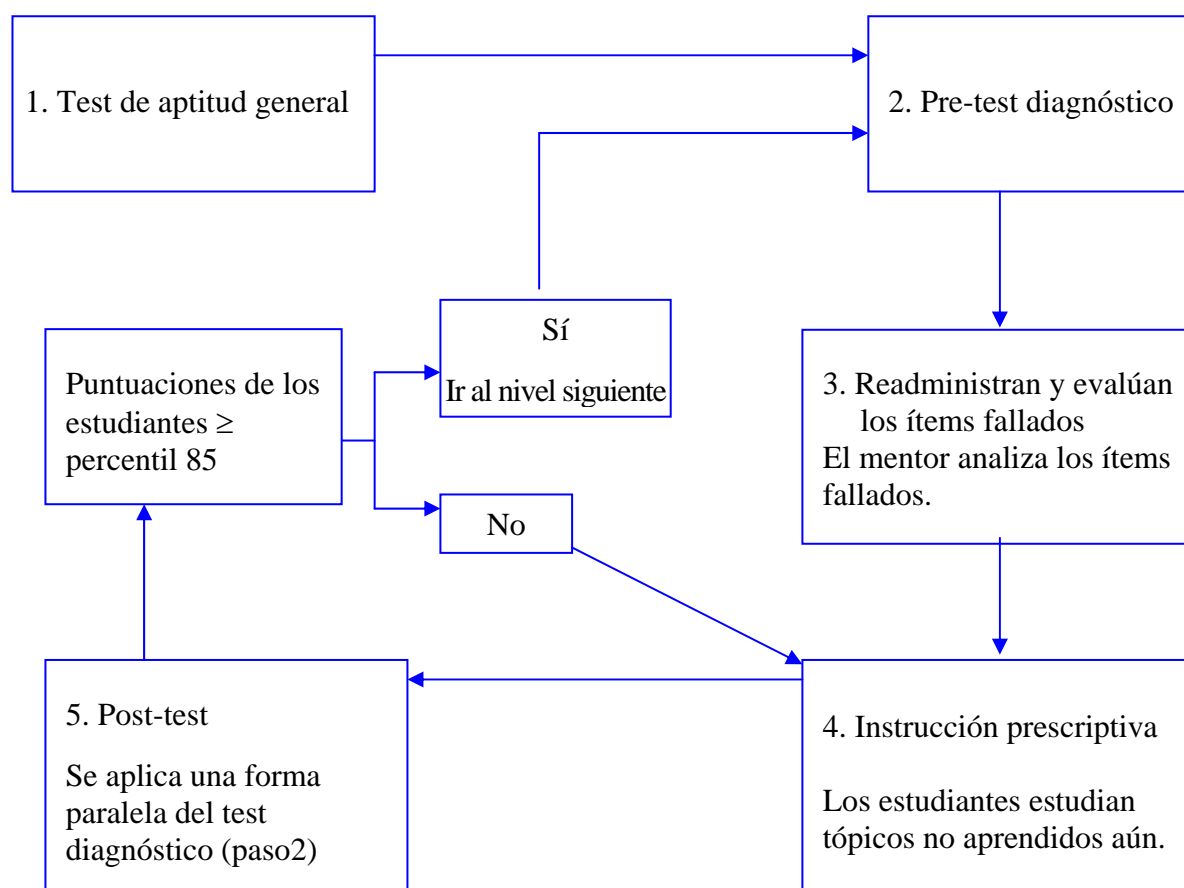 1. Test de aptitud general
2. Pre-test diagnóstico
Sí
Ir al nivel siguiente
Puntuaciones de los
estudiantes ≥
percentil 85
3. Readministran y evalúan
los ítems fallados
El mentor analiza los ítems
fallados.
No
5. Post-test
Se aplica una forma
paralela del test
diagnóstico (paso2)
4. Instrucción prescriptiva
Los estudiantes estudian
tópicos no aprendidos aún.